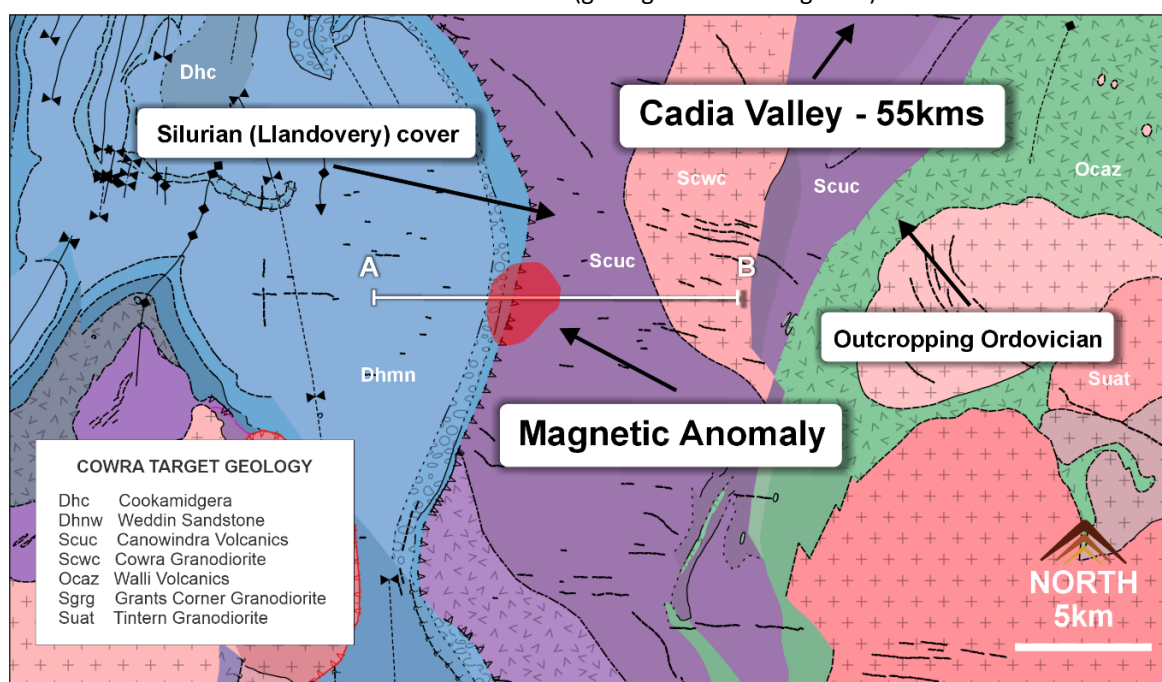 Dhc
Silurian (Llandovery) cover
Cadia Valley - 55kms
Scwc
Scuc
Ocaz
A
Scuc
B
Outcropping Ordovician
Dhmn
Suat
Magnetic Anomaly
COWRA TARGET GEOLOGY
Dhc Cookamidgera
Dhnw Weddin Sandstone
Scuc Canowindra Volcanics
Scwc Cowra Granodiorite
Ocaz Walli Volcanics
Sgrg Grants Corner Granodiorite
Suat Tintern Granodiorite
NORTH
5km